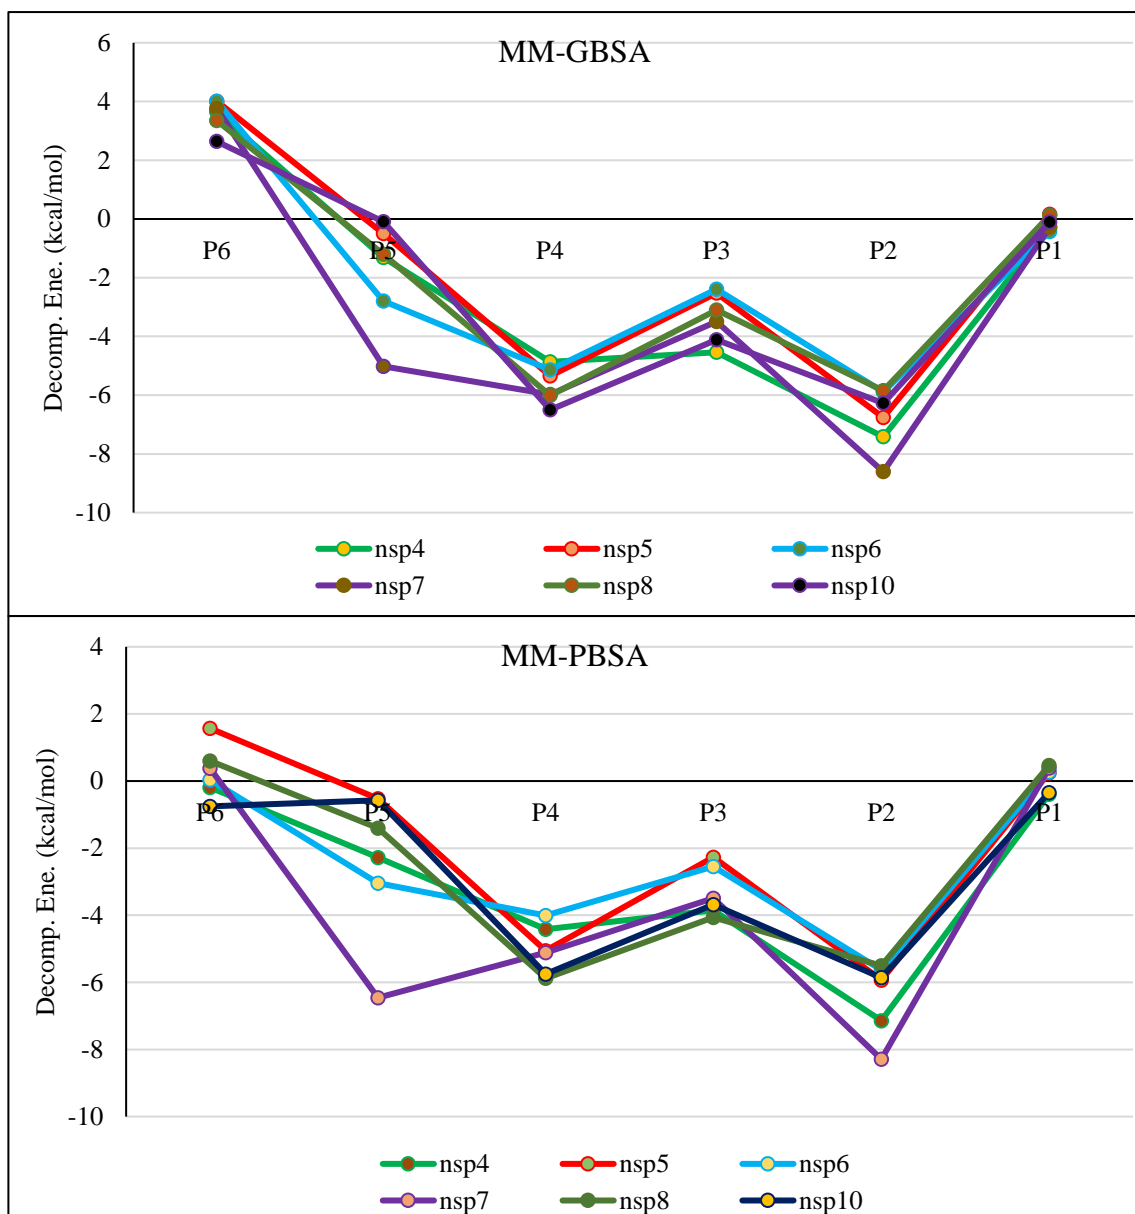 MM-GBSA
Decomp. Ene. (kcal/mol)
6
4
2
0
-2
-4
-6
-8
-10
P6 P5 P4 P3 P2 P1
nsp4 nsp5 nsp6
nsp7 nsp8 nsp10
MM-PBSA
Decomp. Ene. (kcal/mol)
4
2
0
-2
-4
-6
-8
-10
P6 P5 P4 P3 P2 P1
nsp4 nsp5 nsp6
nsp7 nsp8 nsp10